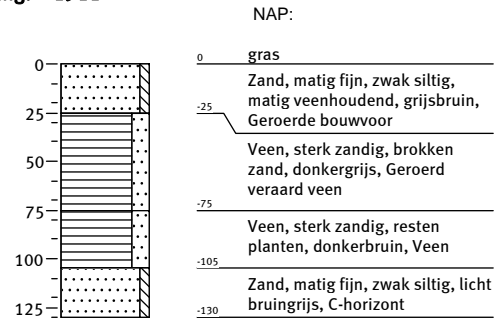 NAP:
0 gras
0
Zand, matig fijn, zwak siltig,
matig veenhoudend, grijsbruin,
Geroerde bouwvoor
25
-25
Veen, sterk zandig, brokken
zand, donkergrijs, Geroerd
veraard veen
50
75
-75
Veen, sterk zandig, resten
planten, donkerbruin, Veen
100
-105
Zand, matig fijn, zwak siltig, licht
bruingrijs, C-horizont
125
-130